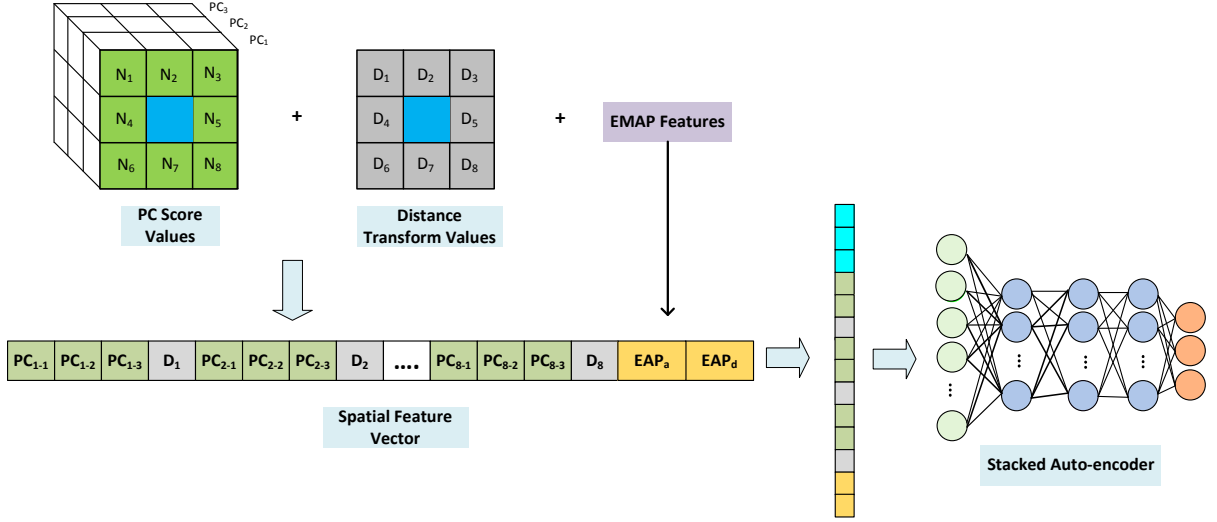 PC₃
PC₂
PC₁
N₁ N₂ N₃
N₄ N₅
N₆ N₇ N₈
+
D₁ D₂ D₃
D₄ D₅
D₆ D₇ D₈
+
EMAP Features
PC Score
Values
Distance
Transform Values
PC₁₋₁ PC₁₋₂ PC₁₋₃ D₁ PC₂₋₁ PC₂₋₂ PC₂₋₃ D₂ .... PC₈₋₁ PC₈₋₂ PC₈₋₃ D₈ EAPₐ EAP_d
Spatial Feature
Vector
Stacked Auto-encoder